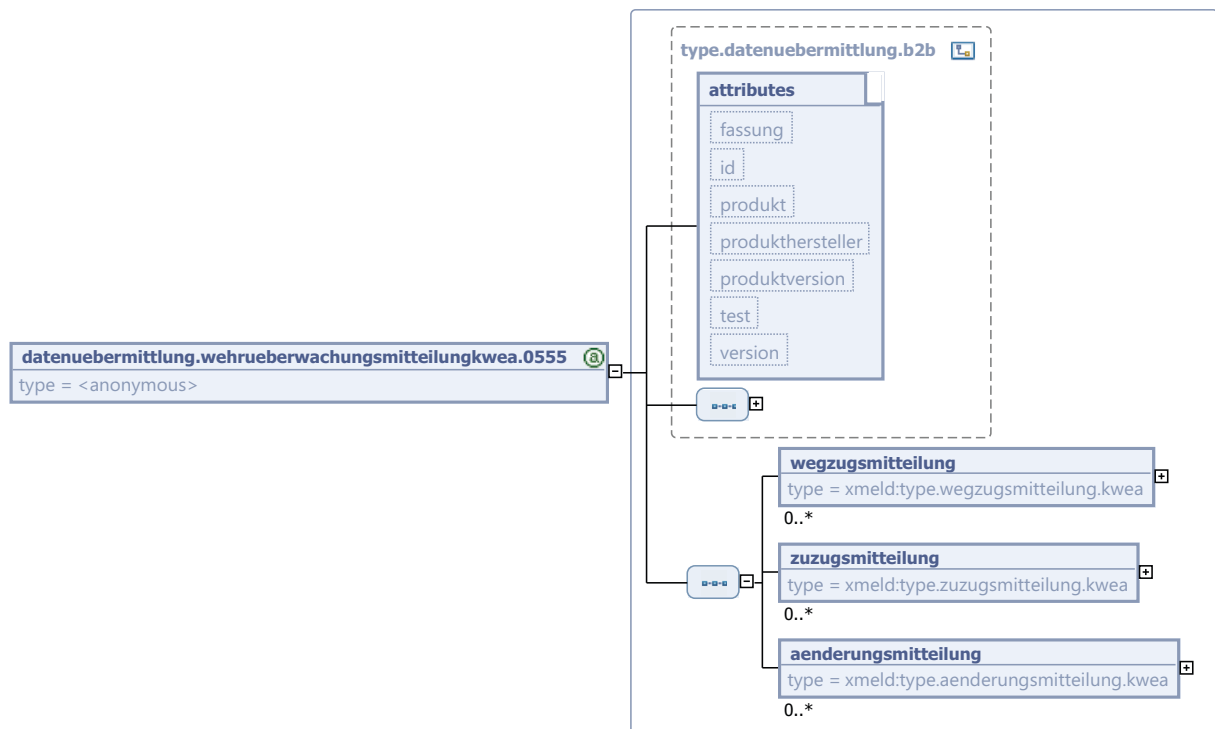 type.datenuebermittlung.b2b
attributes
fassung
id
produkt
produkthersteller
produktversion
test
version
datenuebermittlung.wehrueberwachungsmitteilungkwea.0555 a
type = <anonymous>
wegzugsmitteilung
type = xmeld:type.wegzugsmitteilung.kwea
0..*
zuzugsmitteilung
type = xmeld:type.zuzugsmitteilung.kwea
0..*
aenderungsmitteilung
type = xmeld:type.aenderungsmitteilung.kwea
0..*